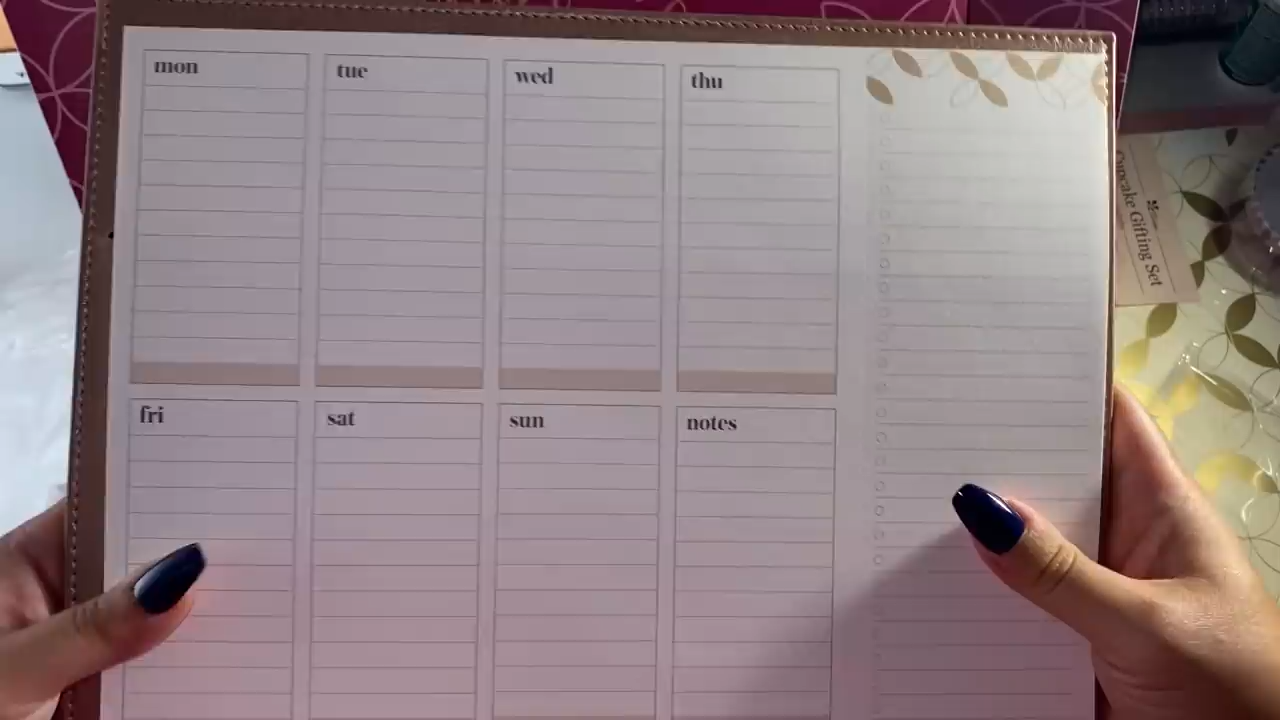 mon
tue
wed
thu
fri
sat
sun
notes
Cupcake Gifting Set